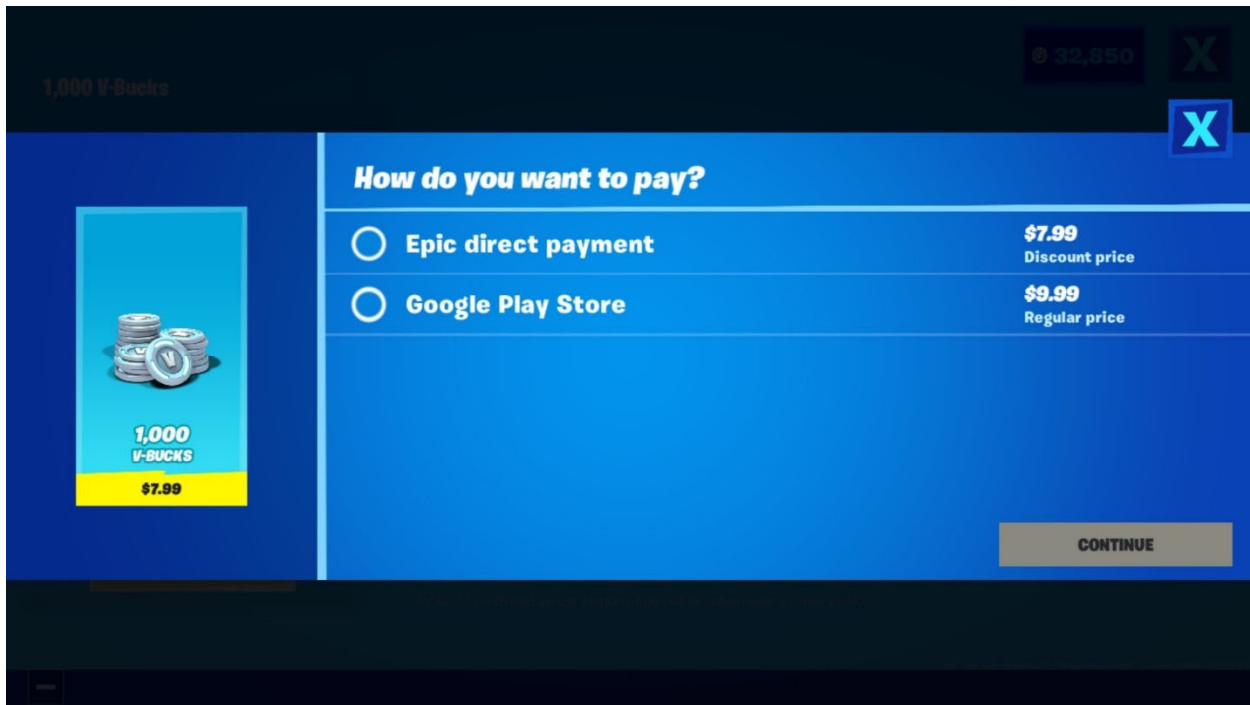 1,000 V-Bucks
32,850
X
X
How do you want to pay?
Epic direct payment
$7.99
Discount price
Google Play Store
$9.99
Regular price
1,000
V-BUCKS
$7.99
CONTINUE